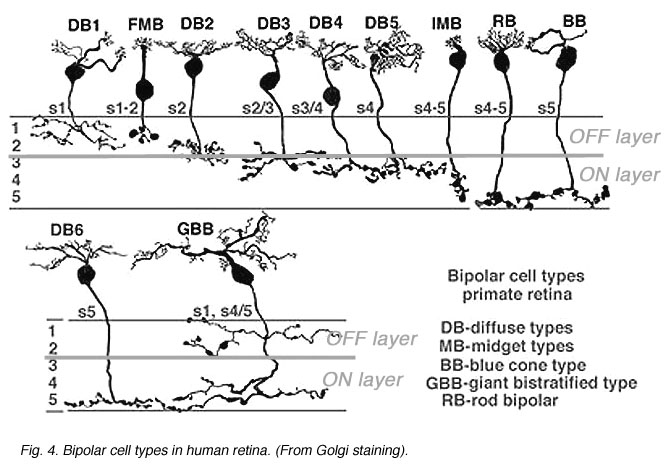 DB1 FMB DB2 DB3 DB4 DB5 IMB RB BB
s1 s1-2 s2 s2/3 s3/4 s4 s4-5 s4-5 s5
1
OFF layer
2
3
ON layer
4
5
DB6 GBB
s5 s1, s4/5
1
OFF layer
2
3
4 ON layer
5
Bipolar cell types
primate retina
DB-diffuse types
MB-midget types
BB-blue cone type
GBB-giant bistratified type
RB-rod bipolar
Fig. 4. Bipolar cell types in human retina. (From Golgi staining).